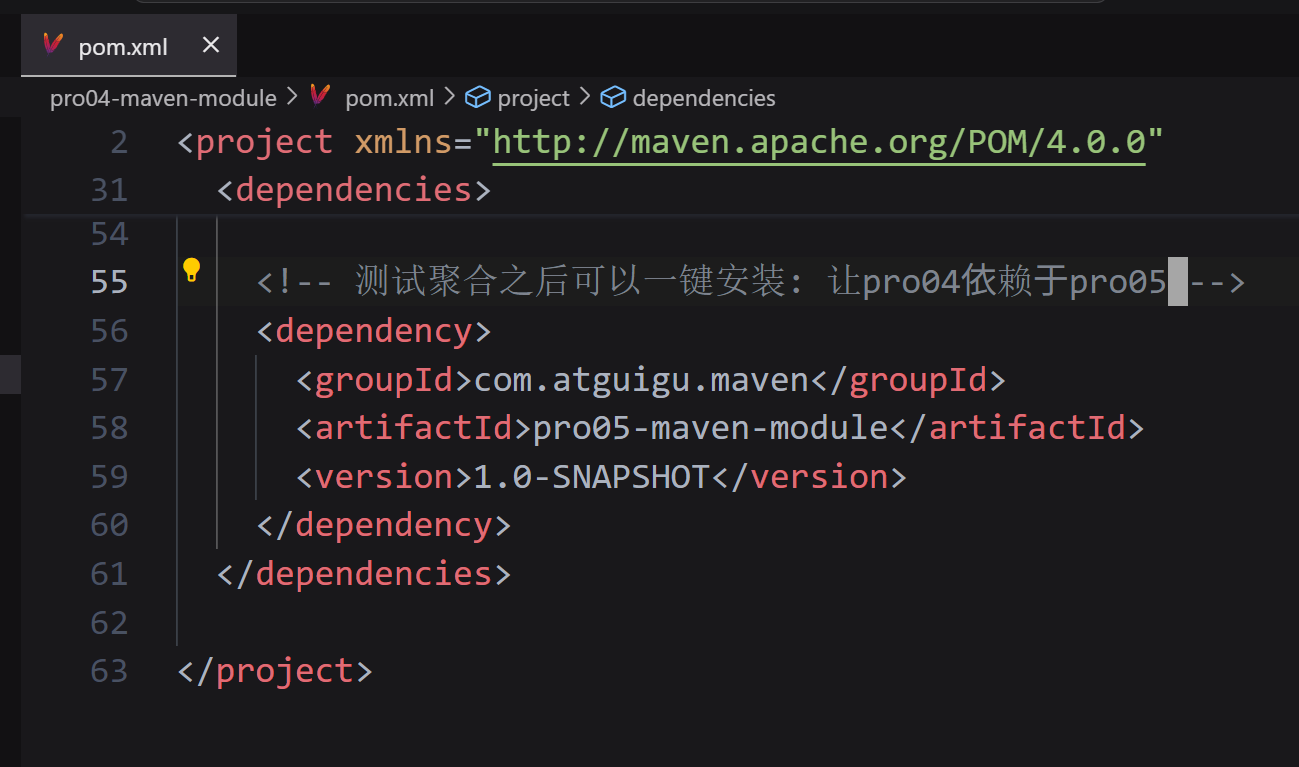 pom.xml
pro04-maven-module > pom.xml > project > dependencies
2 <project xmlns="http://maven.apache.org/POM/4.0.0"
31 <dependencies>
54
55 <!-- 测试聚合之后可以一键安装: 让pro04依赖于pro05 -->
56 <dependency>
57 <groupId>com.atguigu.maven</groupId>
58 <artifactId>pro05-maven-module</artifactId>
59 <version>1.0-SNAPSHOT</version>
60 </dependency>
61 </dependencies>
62
63 </project>